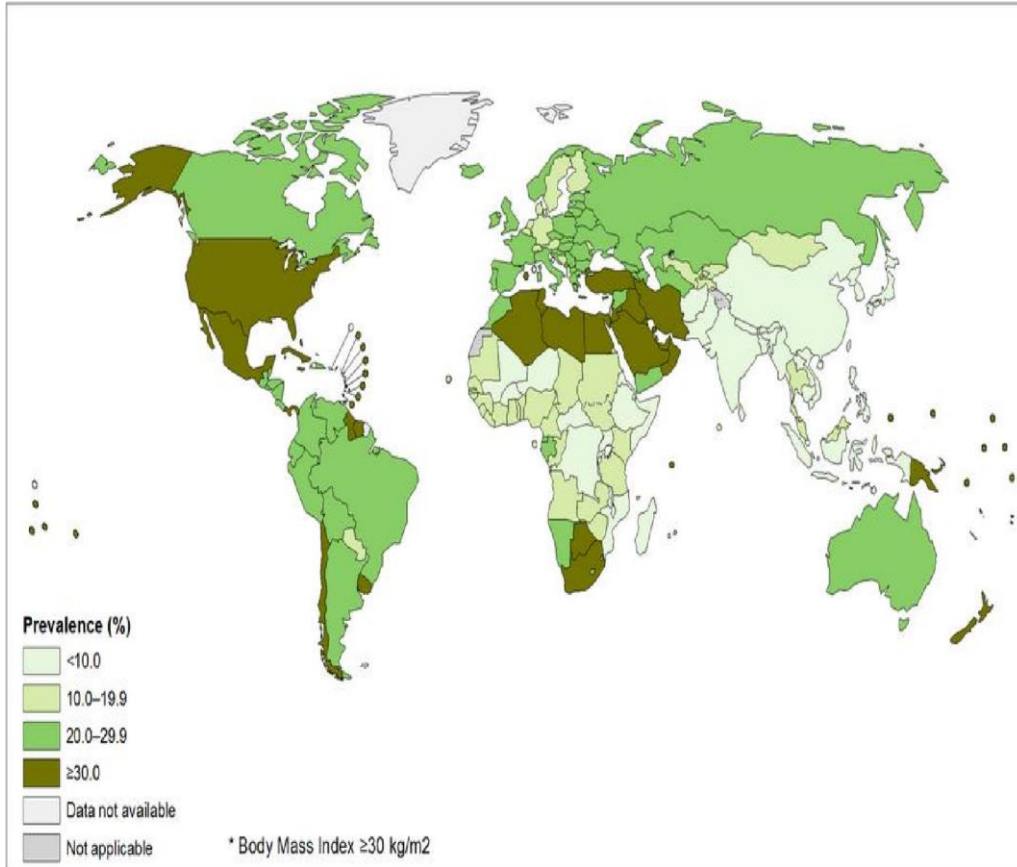 Prevalence (%)
<10.0
10.0–19.9
20.0–29.9
≥30.0
Data not available
Not applicable
* Body Mass Index ≥30 kg/m2